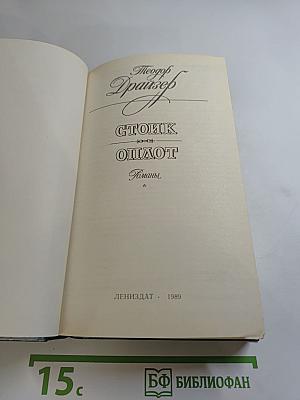 Теодор
Драйзер
СТОИК
ОПЛОТ
Романы
ЛЕНИЗДАТ · 1989
15с
БФ БИБЛИОФАН